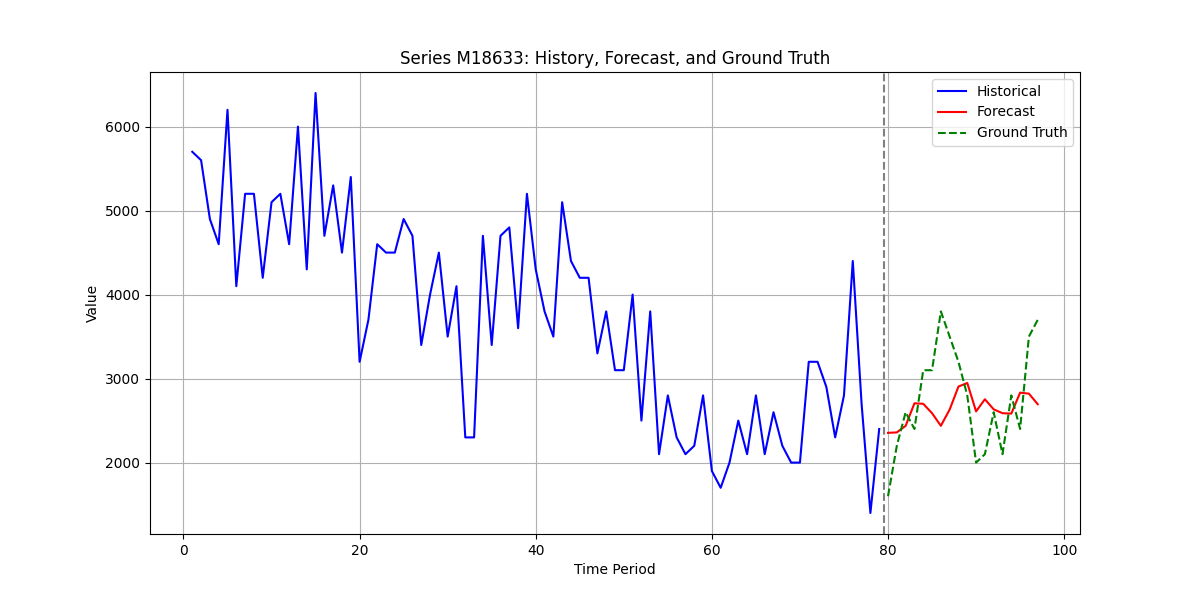 Series M18633: History, Forecast, and Ground Truth
Historical
Forecast
Ground Truth
6000
5000
4000
3000
2000
Value
0 20 40 60 80 100
Time Period